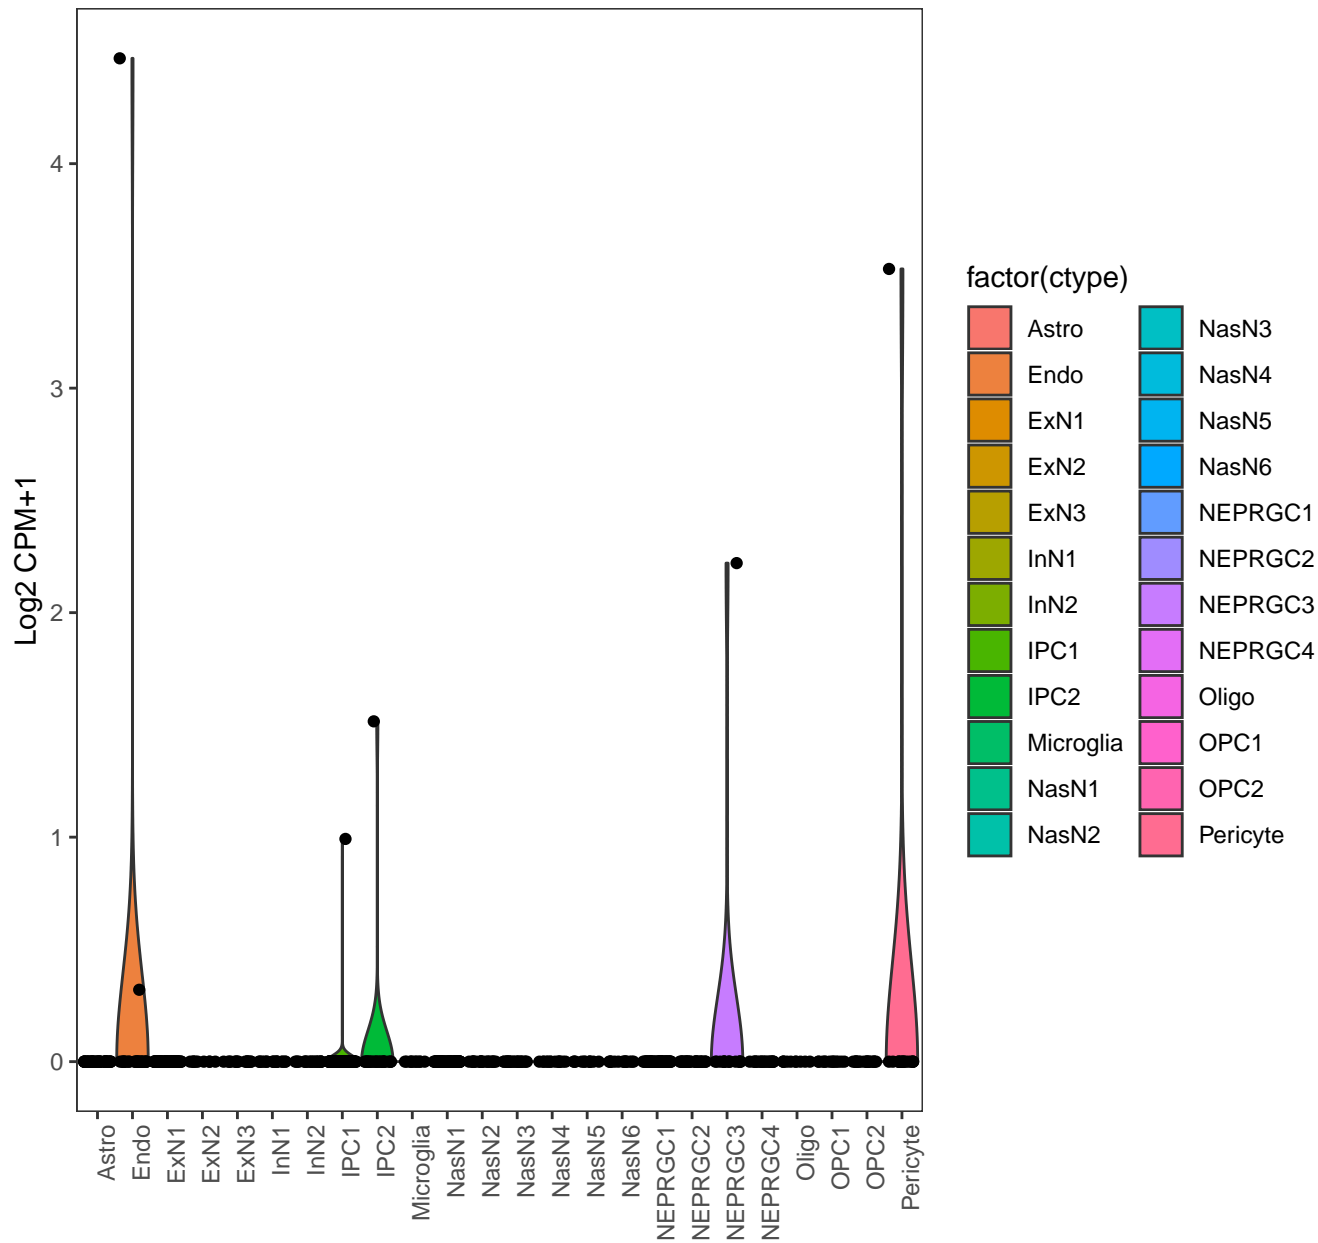 4
3
2
1
0
Log2 CPM+1
Astro
Endo
ExN1
ExN2
ExN3
InN1
InN2
IPC1
IPC2
Microglia
NasN1
NasN2
NasN3
NasN4
NasN5
NasN6
NEPRGC1
NEPRGC2
NEPRGC3
NEPRGC4
Oligo
OPC1
OPC2
Pericyte
factor(ctype)
Astro
Endo
ExN1
ExN2
ExN3
InN1
InN2
IPC1
IPC2
Microglia
NasN1
NasN2
NasN3
NasN4
NasN5
NasN6
NEPRGC1
NEPRGC2
NEPRGC3
NEPRGC4
Oligo
OPC1
OPC2
Pericyte